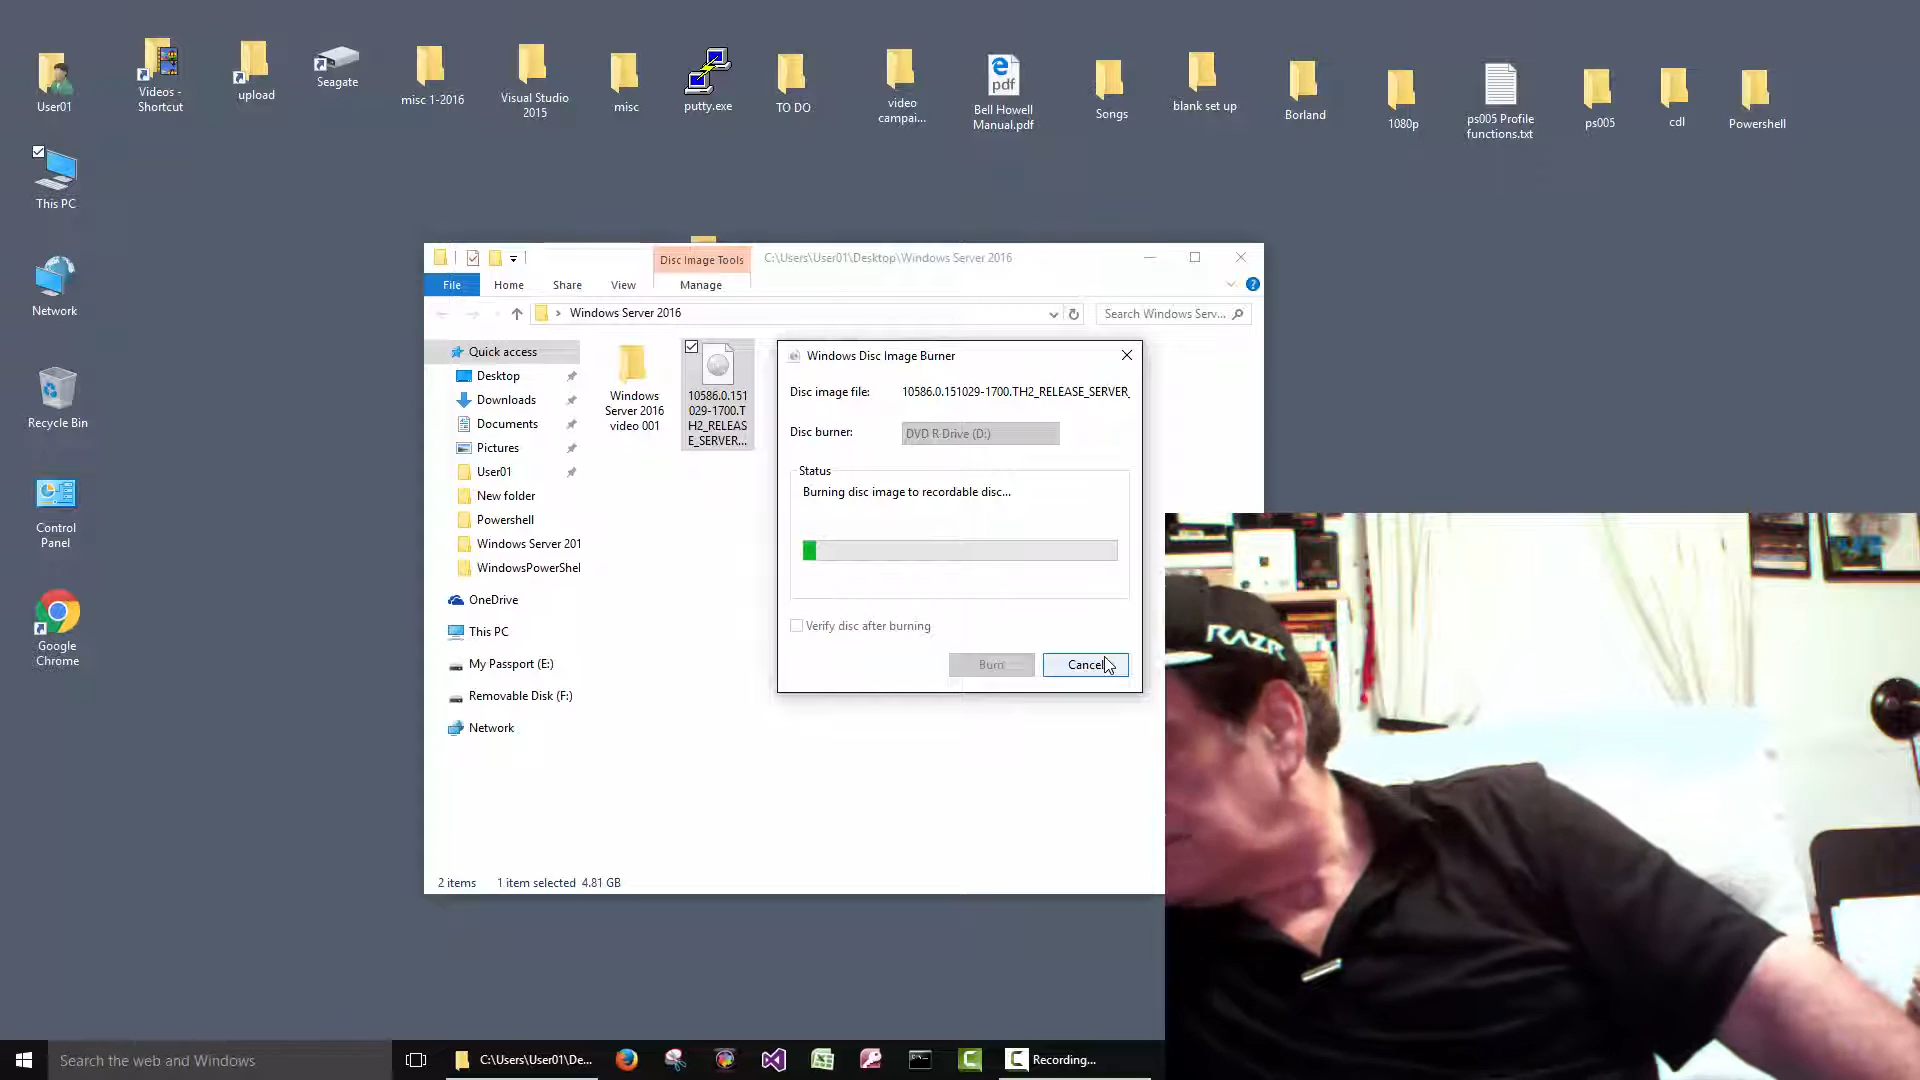 User01
Videos -
Shortcut
upload
Seagate
misc 1-2016
Visual Studio
2015
misc
putty.exe
TO DO
video
campai...
pdf
Bell Howell
Manual.pdf
Songs
blank set up
Borland
1080p
ps005 Profile
functions.txt
ps005
cdl
Powershell
This PC
Network
Recycle Bin
Control
Panel
Google
Chrome
Disc Image Tools
C:\Users\User01\Desktop\Windows Server 2016
File
Home
Share
View
Manage
Windows Server 2016
Search Windows Serv...
Quick access
Desktop
Downloads
Documents
Pictures
User01
New folder
Powershell
Windows Server 201
WindowsPowerShel
OneDrive
This PC
My Passport (E:)
Removable Disk (F:)
Network
Windows
Server 2016
video 001
10586.0.151
029-1700.T
H2_RELEAS
E_SERVER...
2 items
1 item selected 4.81 GB
Windows Disc Image Burner
Disc image file:
10586.0.151029-1700.TH2_RELEASE_SERVER_
Disc burner:
DVD R Drive (D:)
Status
Burning disc image to recordable disc...
Verify disc after burning
Burn
Cancel
RAZR
Search the web and Windows
C:\Users\User01\De...
Recording...